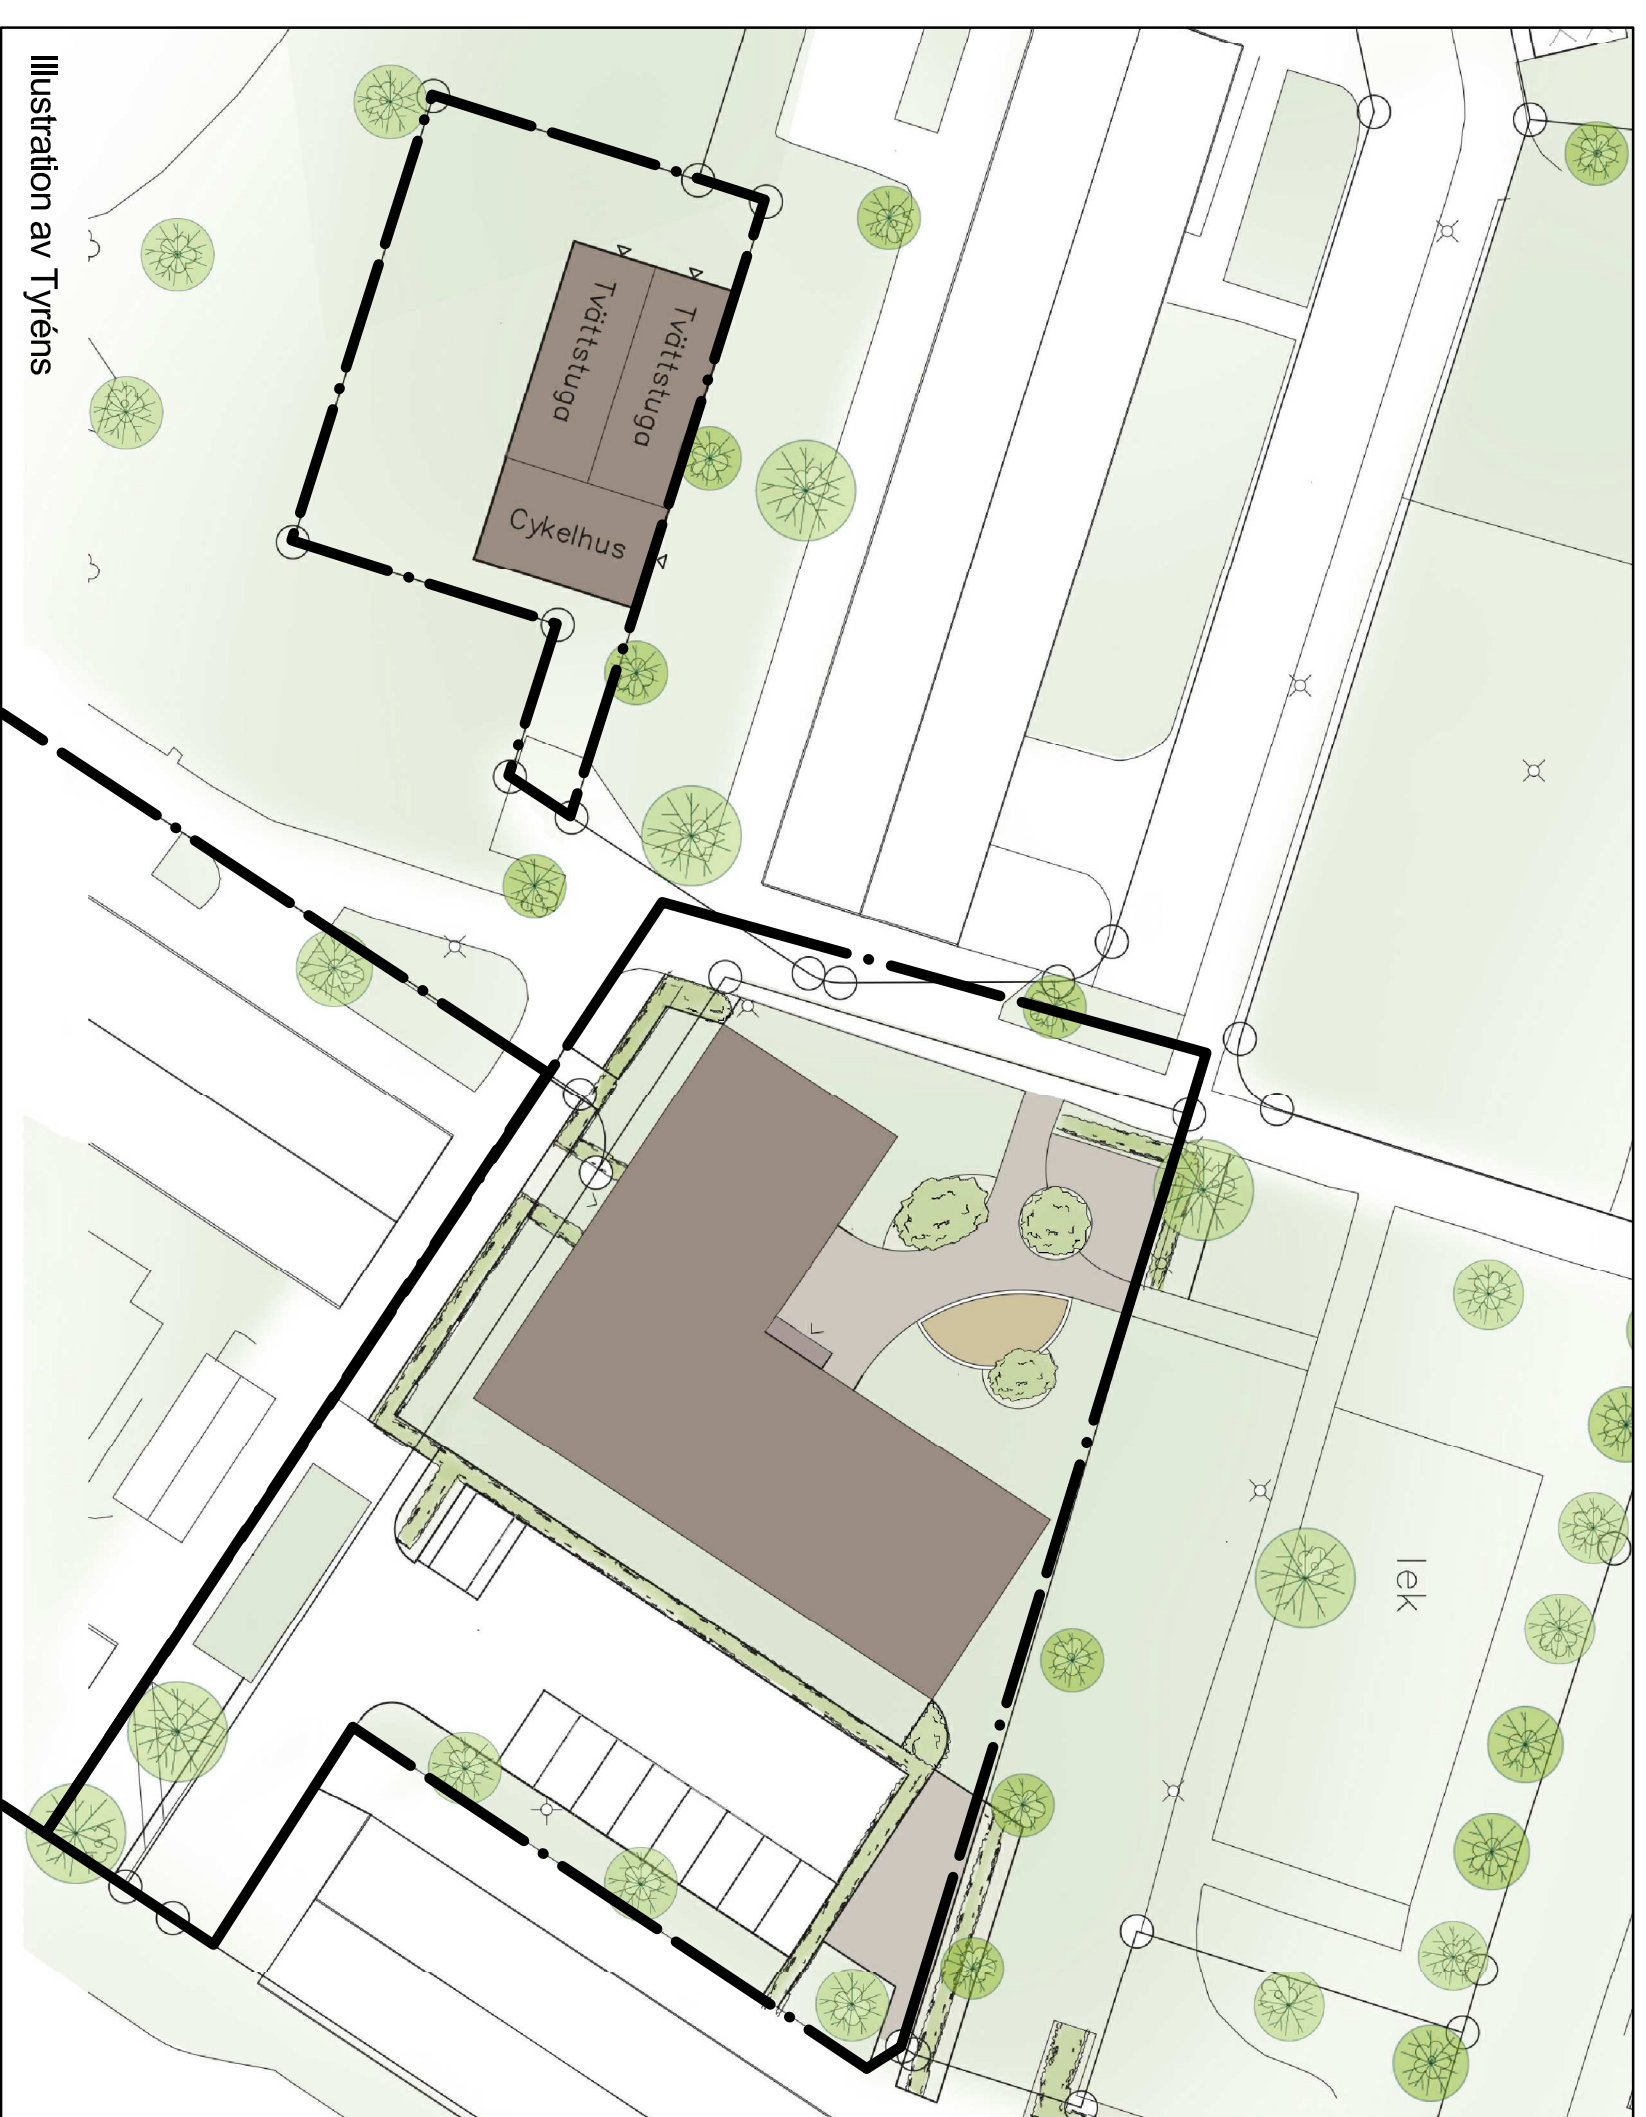 Illustration av Tyréns
Tvättstuga
Tvättstuga
Cykelhus
lek